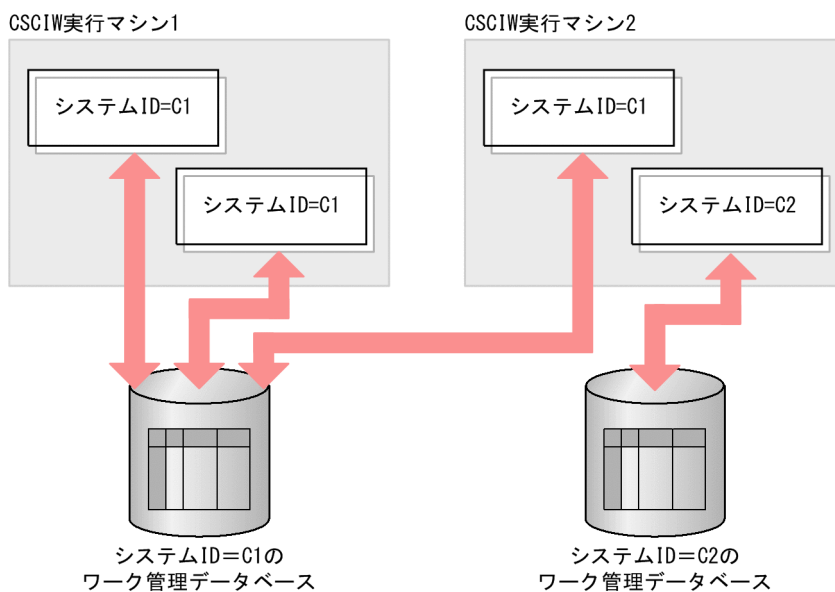 CSCIW実行マシン1
CSCIW実行マシン2
システムID=C1
システムID=C1
システムID=C1
システムID=C2
システムID＝C1の
ワーク管理データベース
システムID＝C2の
ワーク管理データベース